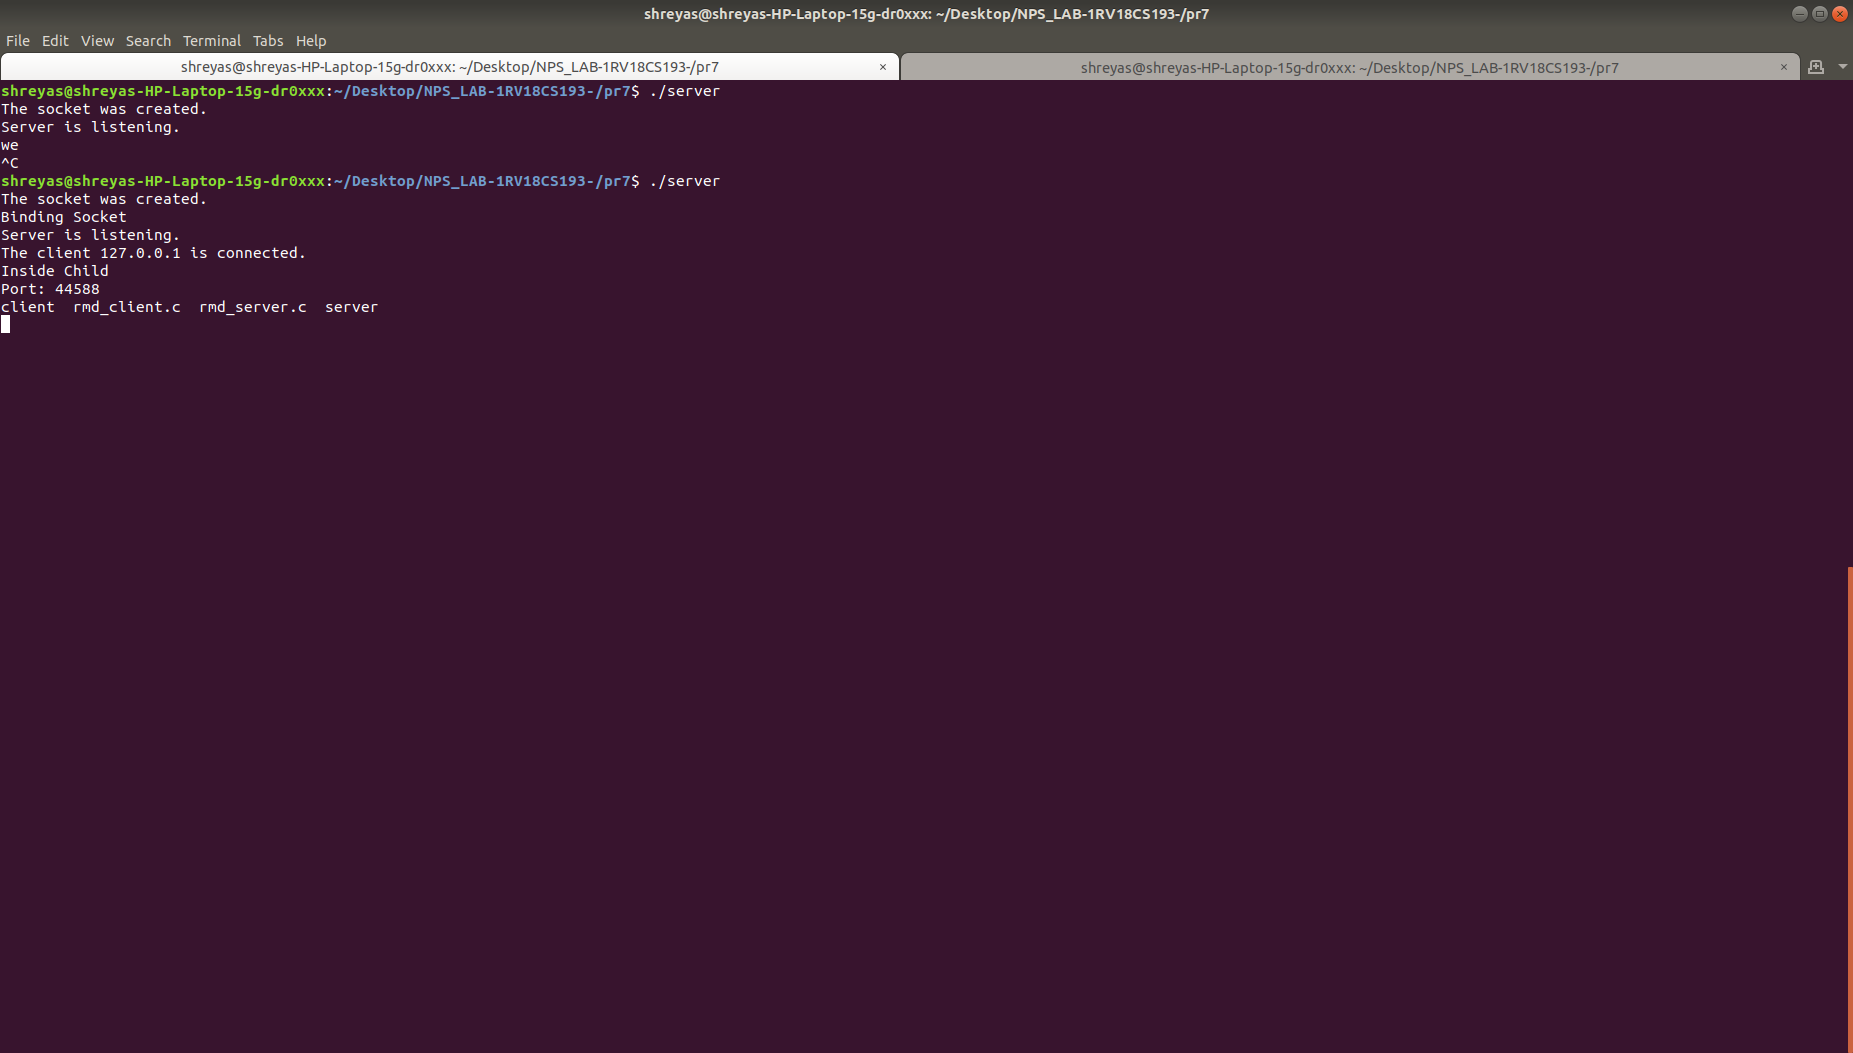 shreyas@shreyas-HP-Laptop-15g-dr0xxx: ~/Desktop/NPS_LAB-1RV18CS193-/pr7
File Edit View Search Terminal Tabs Help
shreyas@shreyas-HP-Laptop-15g-dr0xxx: ~/Desktop/NPS_LAB-1RV18CS193-/pr7 × shreyas@shreyas-HP-Laptop-15g-dr0xxx: ~/Desktop/NPS_LAB-1RV18CS193-/pr7 ×
shreyas@shreyas-HP-Laptop-15g-dr0xxx:~/Desktop/NPS_LAB-1RV18CS193-/pr7$ ./server
The socket was created.
Server is listening.
we
^C
shreyas@shreyas-HP-Laptop-15g-dr0xxx:~/Desktop/NPS_LAB-1RV18CS193-/pr7$ ./server
The socket was created.
Binding Socket
Server is listening.
The client 127.0.0.1 is connected.
Inside Child
Port: 44588
client  rmd_client.c  rmd_server.c  server